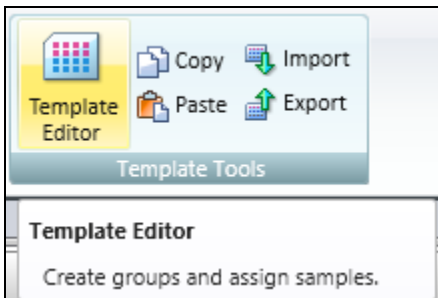 Template
Editor
Copy
Paste
Import
Export
Template Tools
Template Editor
Create groups and assign samples.